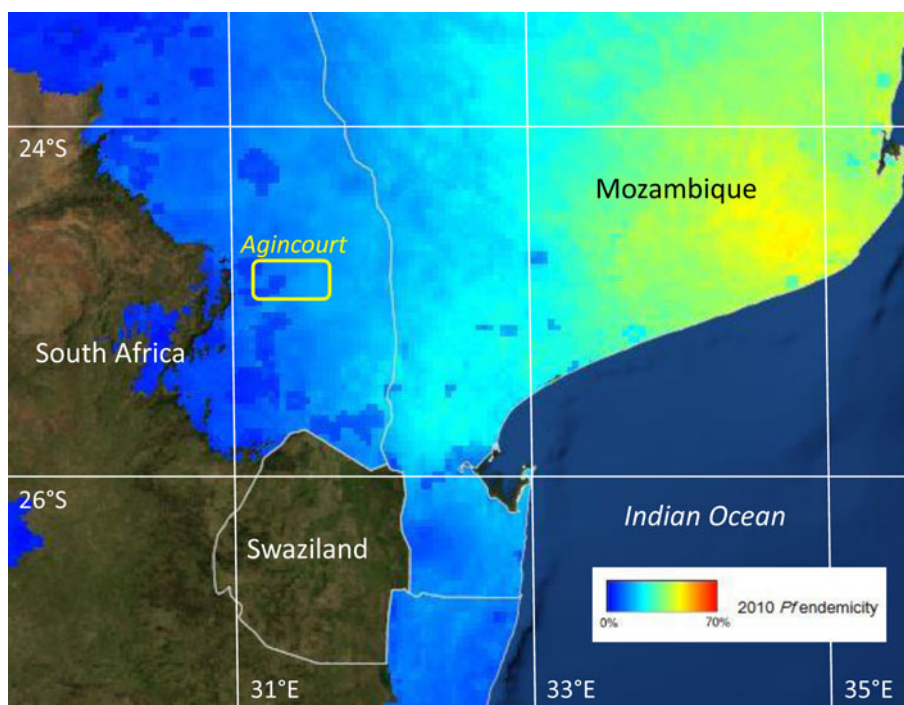 24°S
Mozambique
Agincourt
South Africa
26°S
Indian Ocean
Swaziland
2010 Pf endemicity
0%
70%
31°E
33°E
35°E